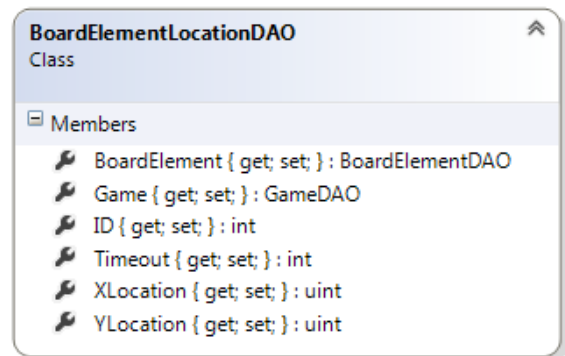 BoardElementLocationDAO
Class
Members
BoardElement { get; set; } : BoardElementDAO
Game { get; set; } : GameDAO
ID { get; set; } : int
Timeout { get; set; } : int
XLocation { get; set; } : uint
YLocation { get; set; } : uint